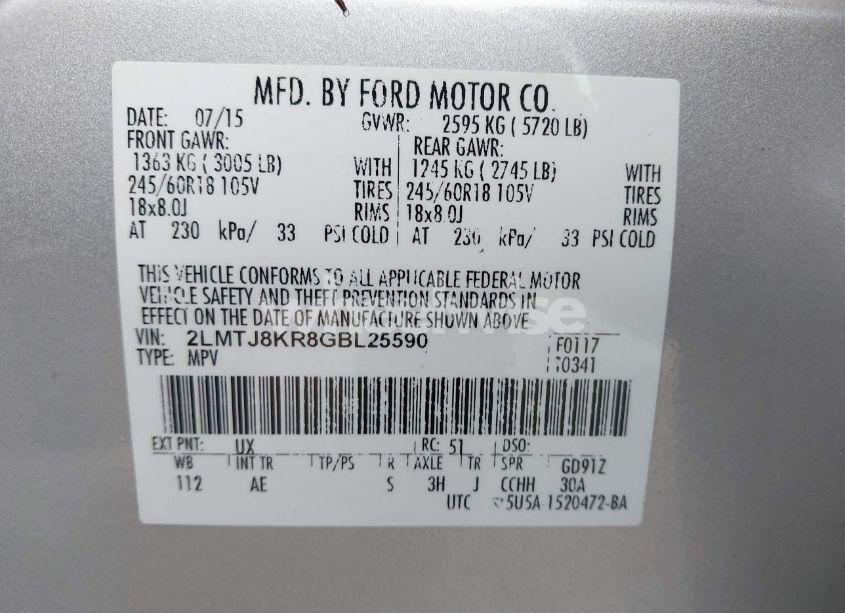 MFD. BY FORD MOTOR CO.
DATE: 07/15 GVWR: 2595 KG ( 5720 LB)
FRONT GAWR: REAR GAWR:
1363 KG ( 3005 LB) WITH 1245 KG ( 2745 LB) WITH
245/60R18 105V TIRES 245/60R18 105V TIRES
18x8.0J RIMS 18x8.0J RIMS
AT 230 kPa/ 33 PSI COLD AT 230 kPa/ 33 PSI COLD
THIS VEHICLE CONFORMS TO ALL APPLICABLE FEDERAL MOTOR
VEHICLE SAFETY AND THEFT PREVENTION STANDARDS IN
EFFECT ON THE DATE OF MANUFACTURE SHOWN ABOVE.
VIN: 2LMTJ8KR8GBL25590 F0117
TYPE: MPV T0341
EXT PNT: UX RC: 51 DSO:
WB INT TR TP/PS R AXLE TR SPR GD91Z
112 AE S 3H J CCHH 30A
UTC 5U5A 1520472-BA